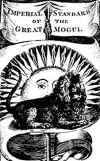 IMPERIAL STANDARD
OF THE
GREAT MOGUL